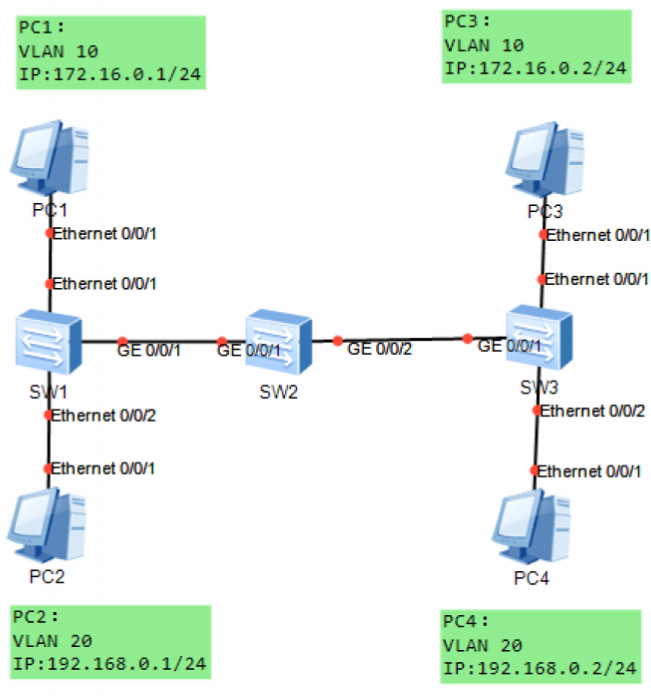 PC1:
VLAN 10
IP:172.16.0.1/24
PC3:
VLAN 10
IP:172.16.0.2/24
PC1
PC3
Ethernet 0/0/1
Ethernet 0/0/1
Ethernet 0/0/1
Ethernet 0/0/1
GE 0/0/1
GE 0/0/1
GE 0/0/2
GE 0/0/1
SW1
SW2
SW3
Ethernet 0/0/2
Ethernet 0/0/2
Ethernet 0/0/1
Ethernet 0/0/1
PC2
PC4
PC2:
VLAN 20
IP:192.168.0.1/24
PC4:
VLAN 20
IP:192.168.0.2/24